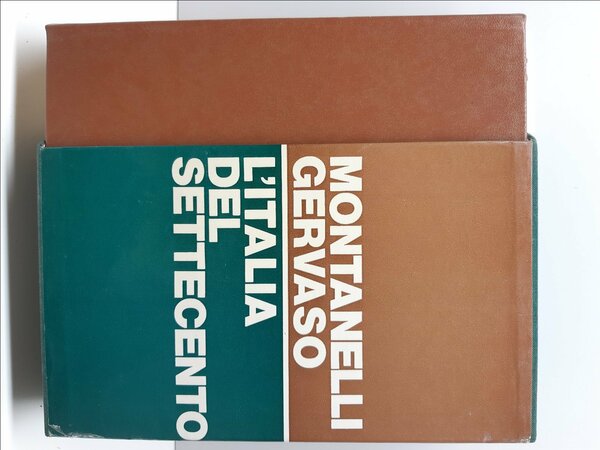 MONTANELLI
GERVASO
L'ITALIA
DEL
SETTECENTO